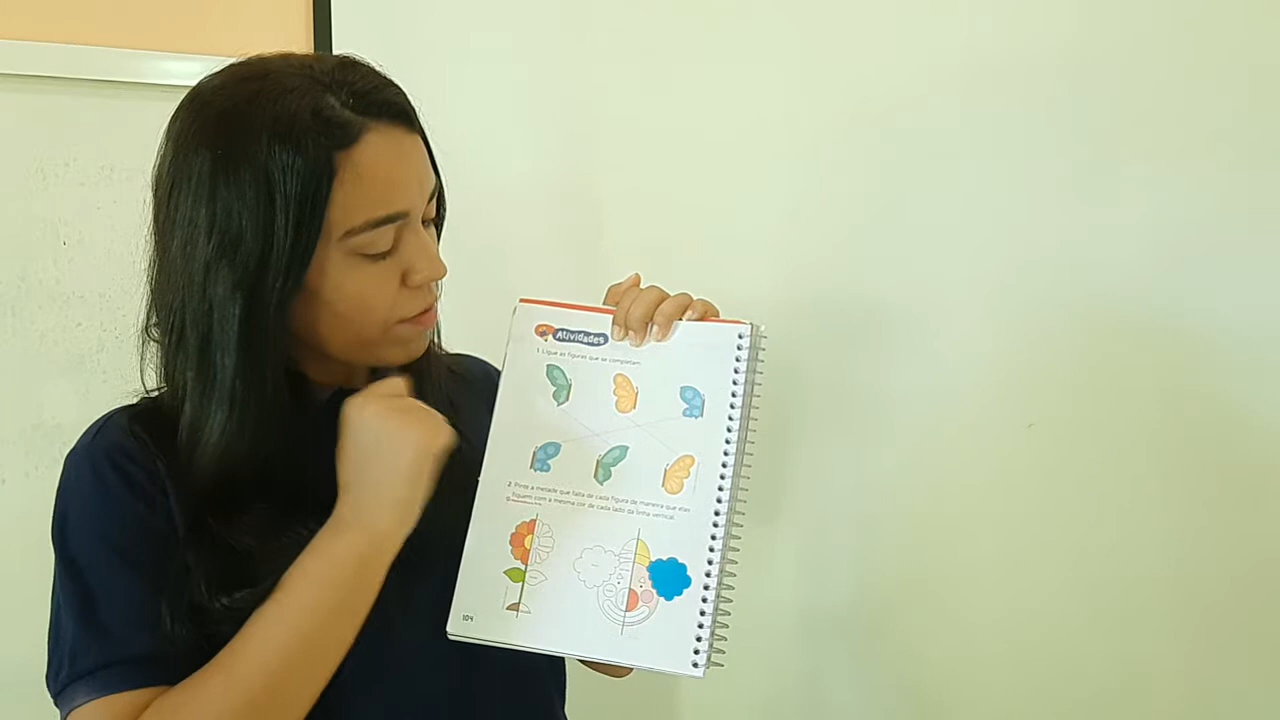 Atividades
1 Ligue as figuras que se completam.
2 Pinte a metade que falta de cada figura de maneira que elas
fiquem com a mesma cor de cada lado da linha vertical.
104